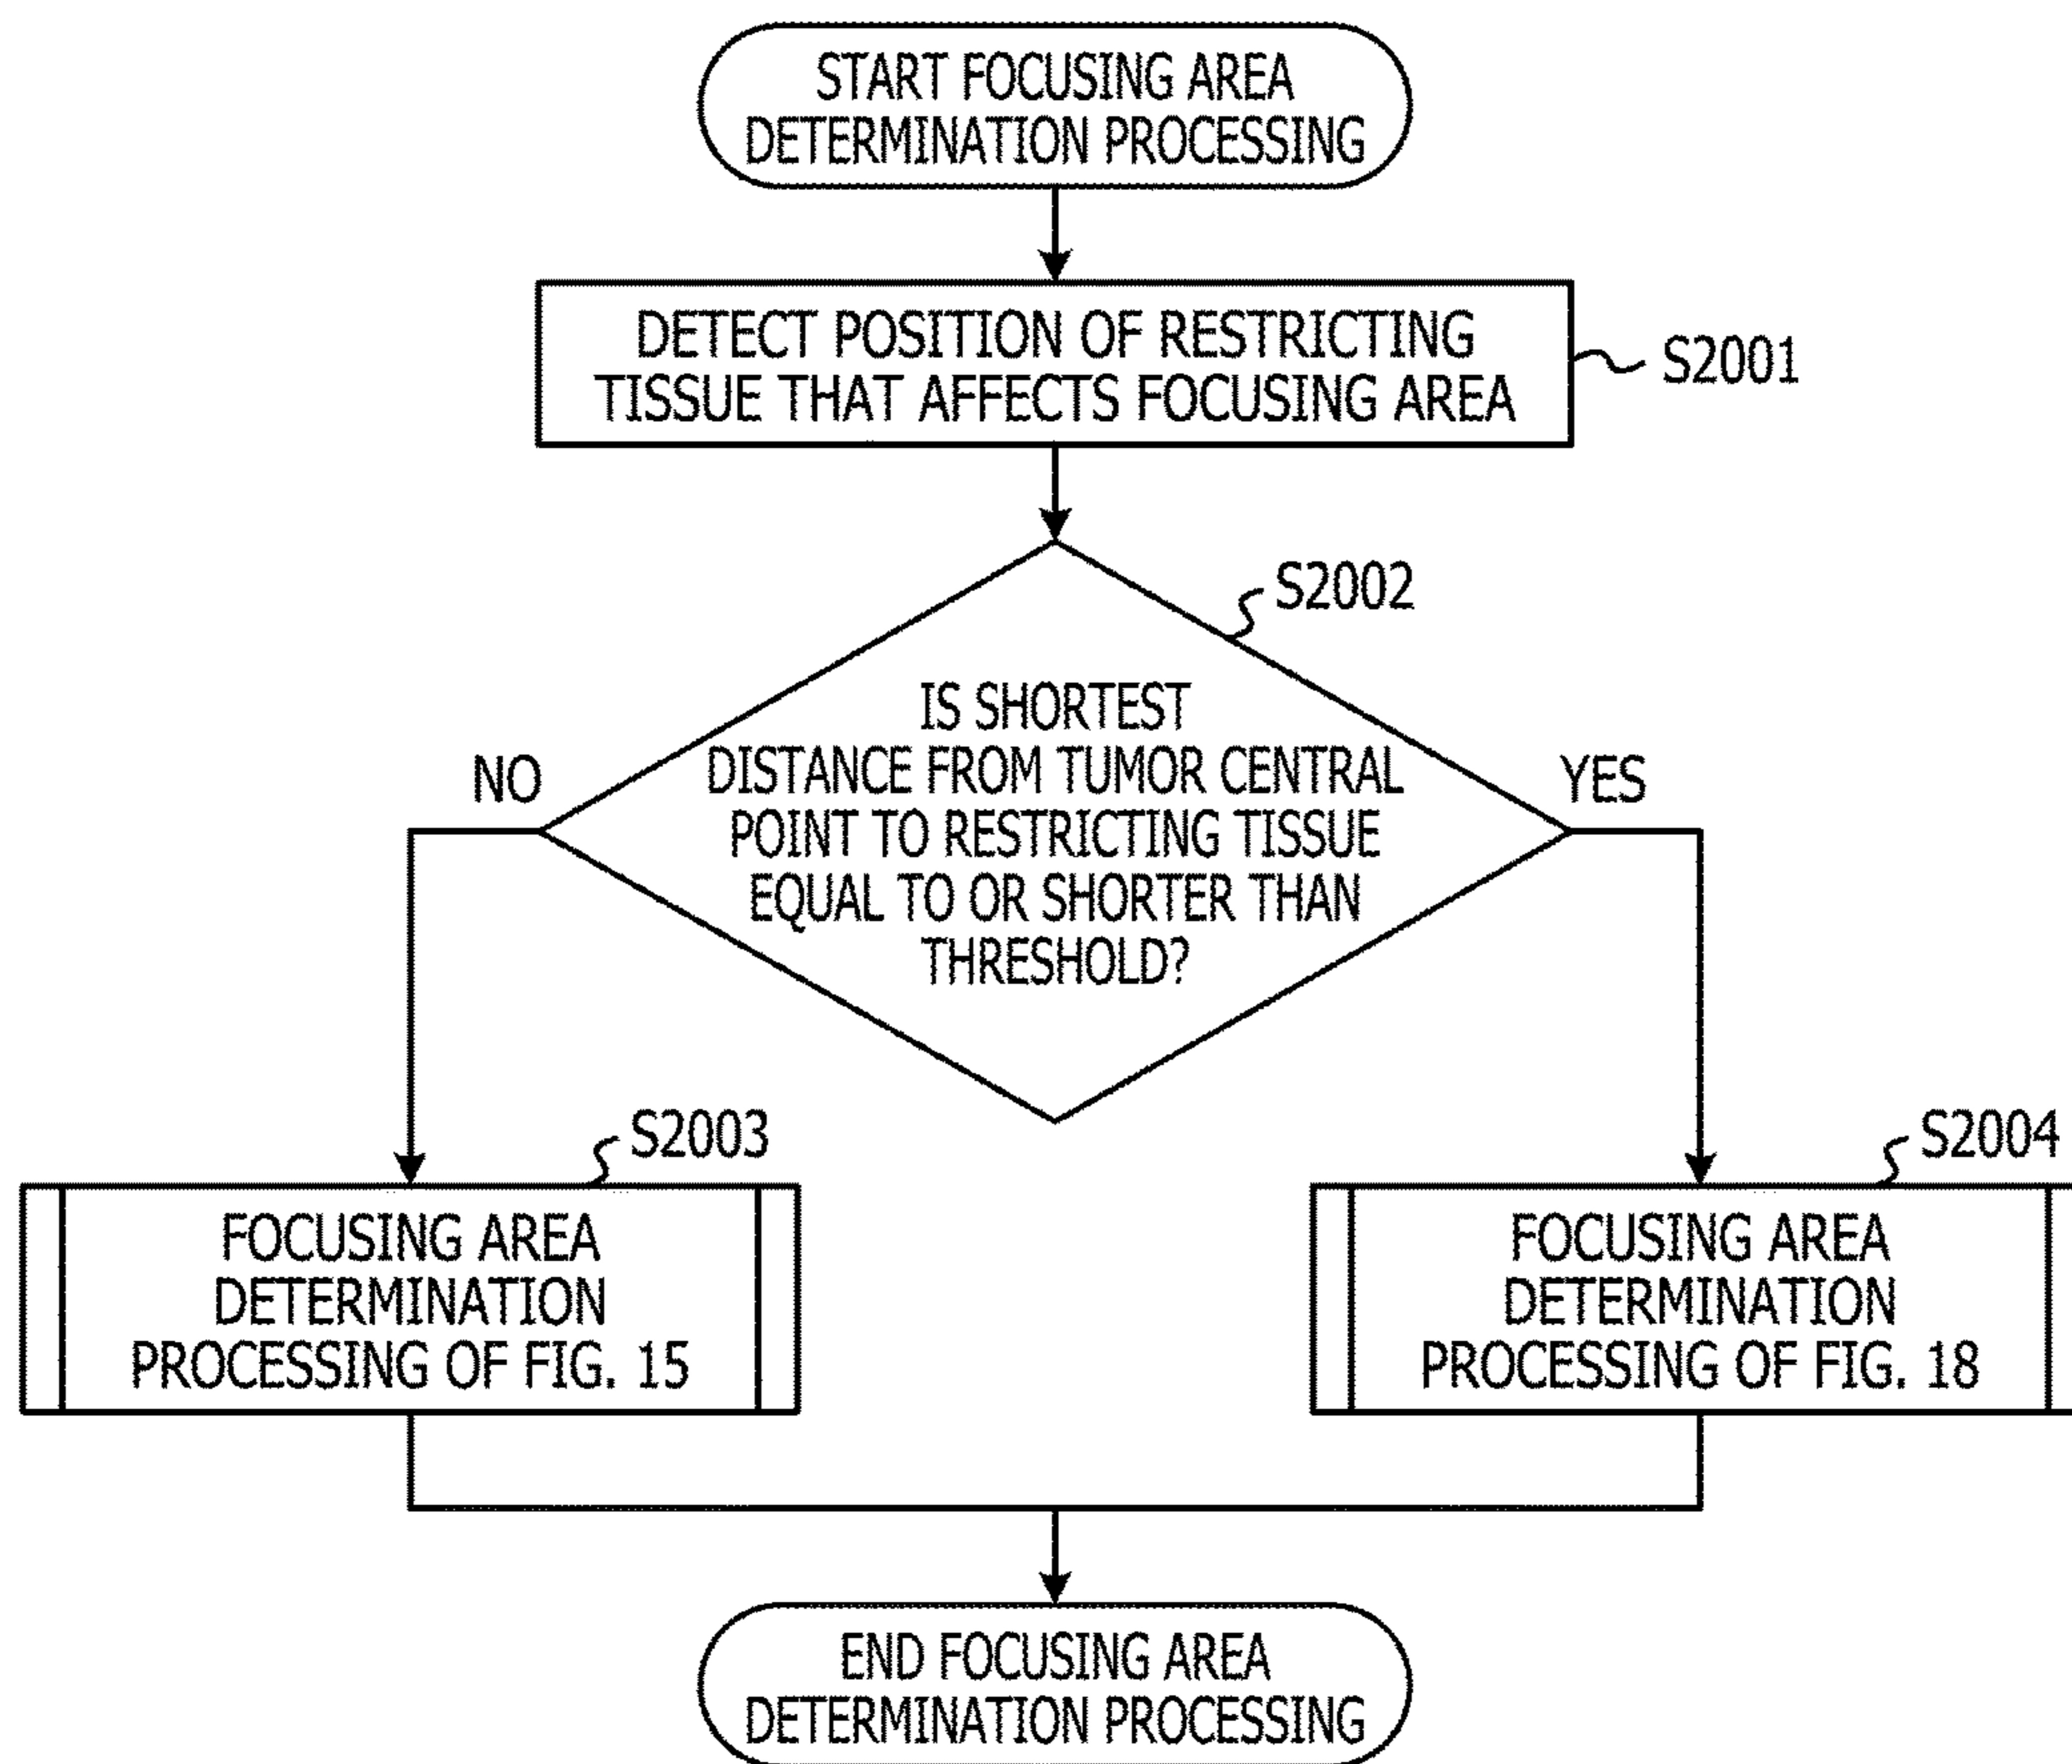 START FOCUSING AREA
DETERMINATION PROCESSING
DETECT POSITION OF RESTRICTING
TISSUE THAT AFFECTS FOCUSING AREA
S2001
S2002
IS SHORTEST
DISTANCE FROM TUMOR CENTRAL
POINT TO RESTRICTING TISSUE
EQUAL TO OR SHORTER THAN
THRESHOLD?
NO
YES
S2003
FOCUSING AREA
DETERMINATION
PROCESSING OF FIG. 15
S2004
FOCUSING AREA
DETERMINATION
PROCESSING OF FIG. 18
END FOCUSING AREA
DETERMINATION PROCESSING